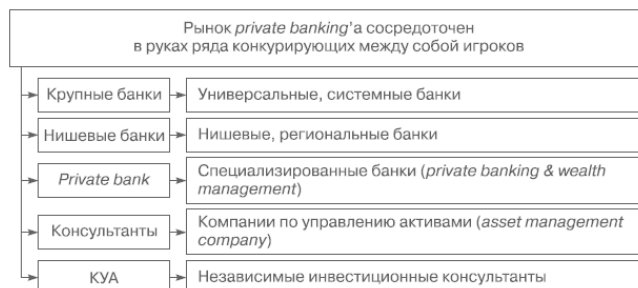 Рынок private banking’а сосредоточен
в руках ряда конкурирующих между собой игроков
Крупные банки
Универсальные, системные банки
Нишевые банки
Нишевые, региональные банки
Private bank
Специализированные банки (private banking & wealth
management)
Консультанты
Компании по управлению активами (asset management
company)
КУА
Независимые инвестиционные консультанты